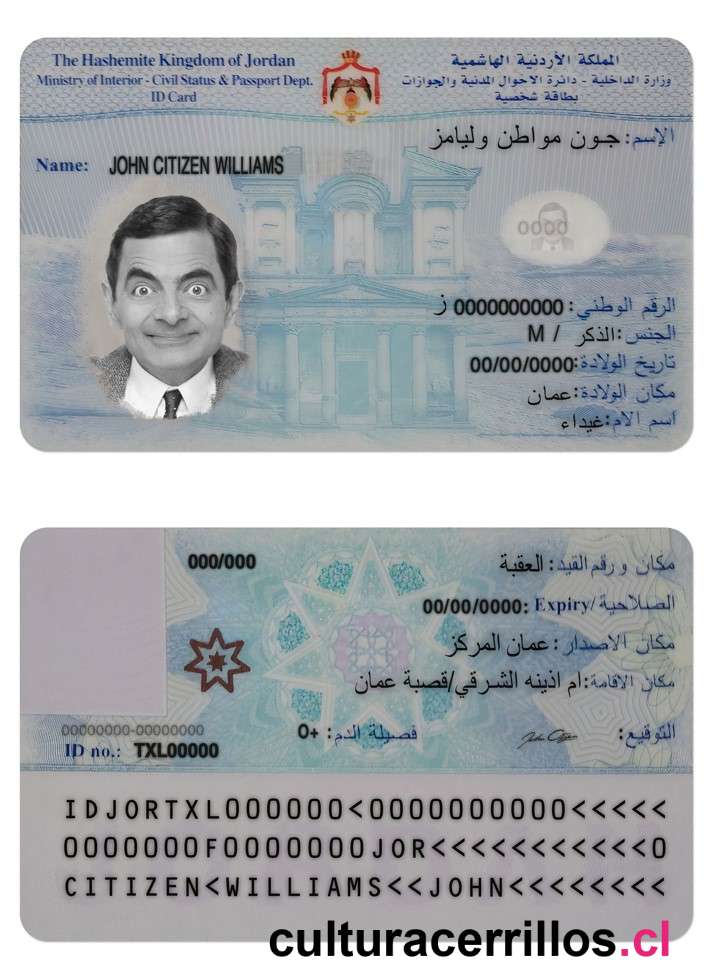 The Hashemite Kingdom of Jordan
Ministry of Interior - Civil Status & Passport Dept.
ID Card
المملكة الأردنية الهاشمية
وزارة الداخلية - دائرة الاحوال المدنية والجوازات
بطاقة شخصية
الإسم: جون مواطن وليامز
Name: JOHN CITIZEN WILLIAMS
0000
الرقم الوطني: 0000000000 ز
الجنس: الذكر / M
تاريخ الولادة: 00/00/0000
مكان الولادة: عمان
اسم الام: غيداء
مكان ورقم القيد: العقبة 000/000
الصلاحية/Expiry :00/00/0000
مكان الاصدار: عمان المركز
مكان الاقامة: ام اذينه الشرقي/قصبة عمان
التوقيع: John Citizen
فصيلة الدم: O+
00000000-00000000
ID no.: TXL00000
IDJORTXL000000<0000000000<<<<<
0000000F0000000JOR<<<<<<<<<<<0
CITIZEN<WILLIAMS<<JOHN<<<<<<<<
culturacerrillos.cl